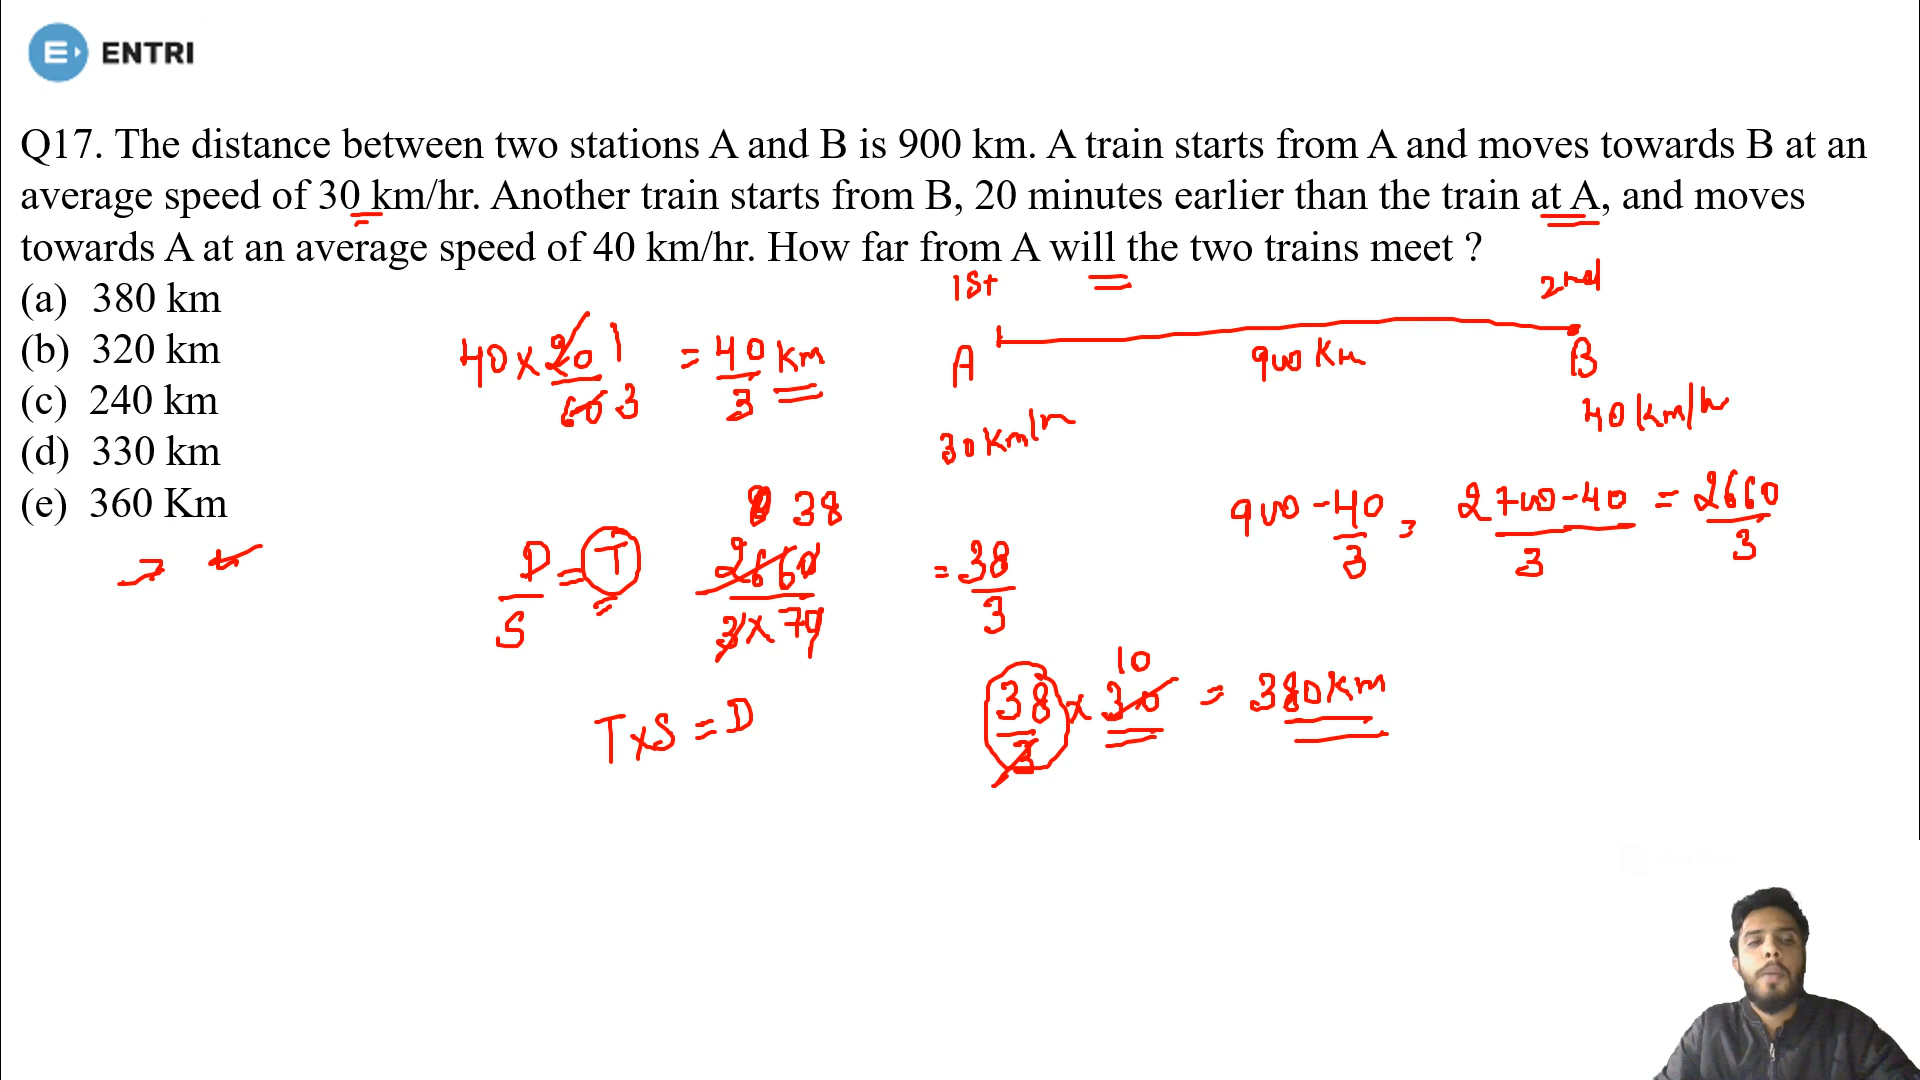 ENTRI
Q17. The distance between two stations A and B is 900 km. A train starts from A and moves towards B at an
average speed of 30 km/hr. Another train starts from B, 20 minutes earlier than the train at A, and moves
towards A at an average speed of 40 km/hr. How far from A will the two trains meet ?
(a) 380 km
(b) 320 km
(c) 240 km
(d) 330 km
(e) 360 Km
1st
2nd
40 × 20/60 1 3 = 40/3 km
A 900 Km B
30 Km/hr
40 km/hr
900 - 40/3, 2700-40/3 = 2660/3
D/S = T 38 2660/3×70 = 38/3
T×S = D
38/3 × 30 10 = 380 km